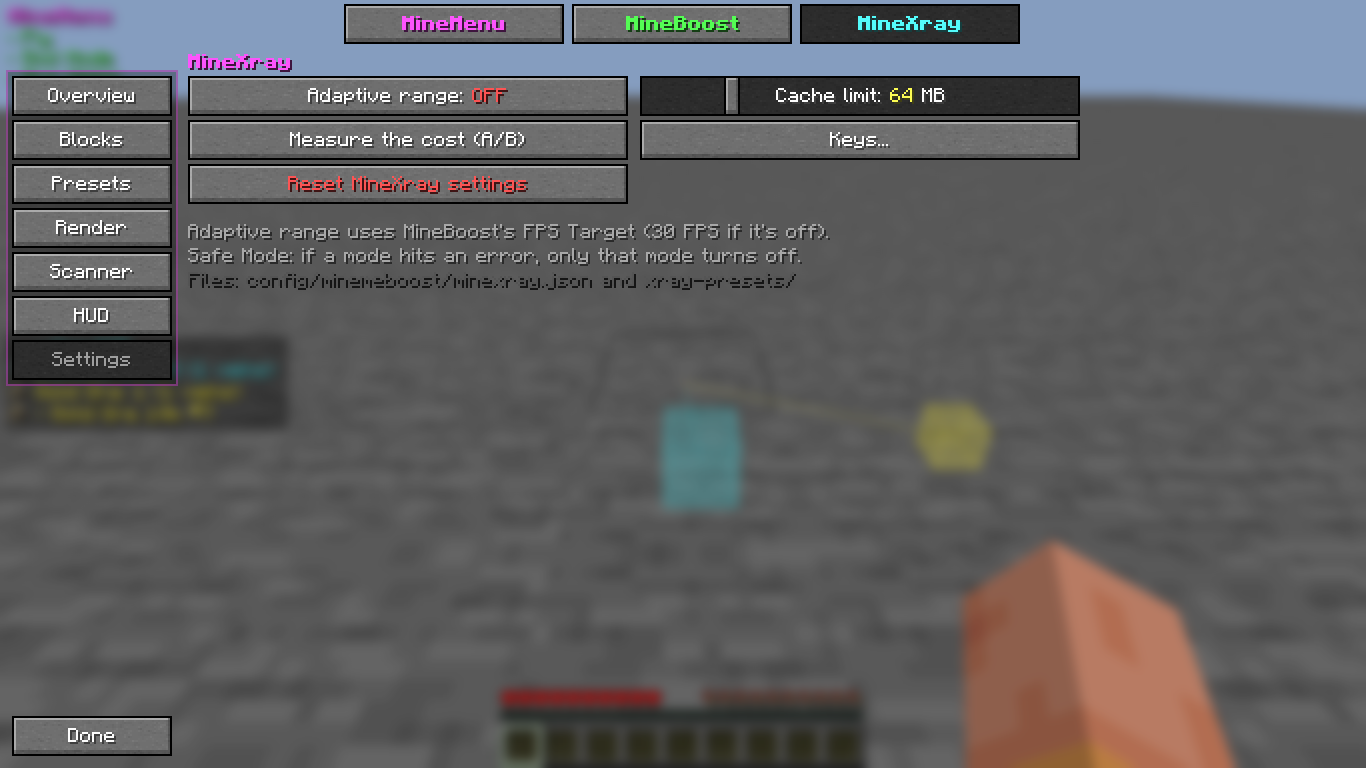 MineMenu
MineBoost
MineXray
MineXray
Overview
Blocks
Presets
Render
Scanner
HUD
Settings
Adaptive range: OFF
Cache limit: 64 MB
Measure the cost (A/B)
Keys...
Reset MineXray settings
Adaptive range uses MineBoost's FPS Target (30 FPS if it's off).
Safe Mode: if a mode hits an error, only that mode turns off.
Files: config/minemeboost/minexray.json and xray-presets/
Done